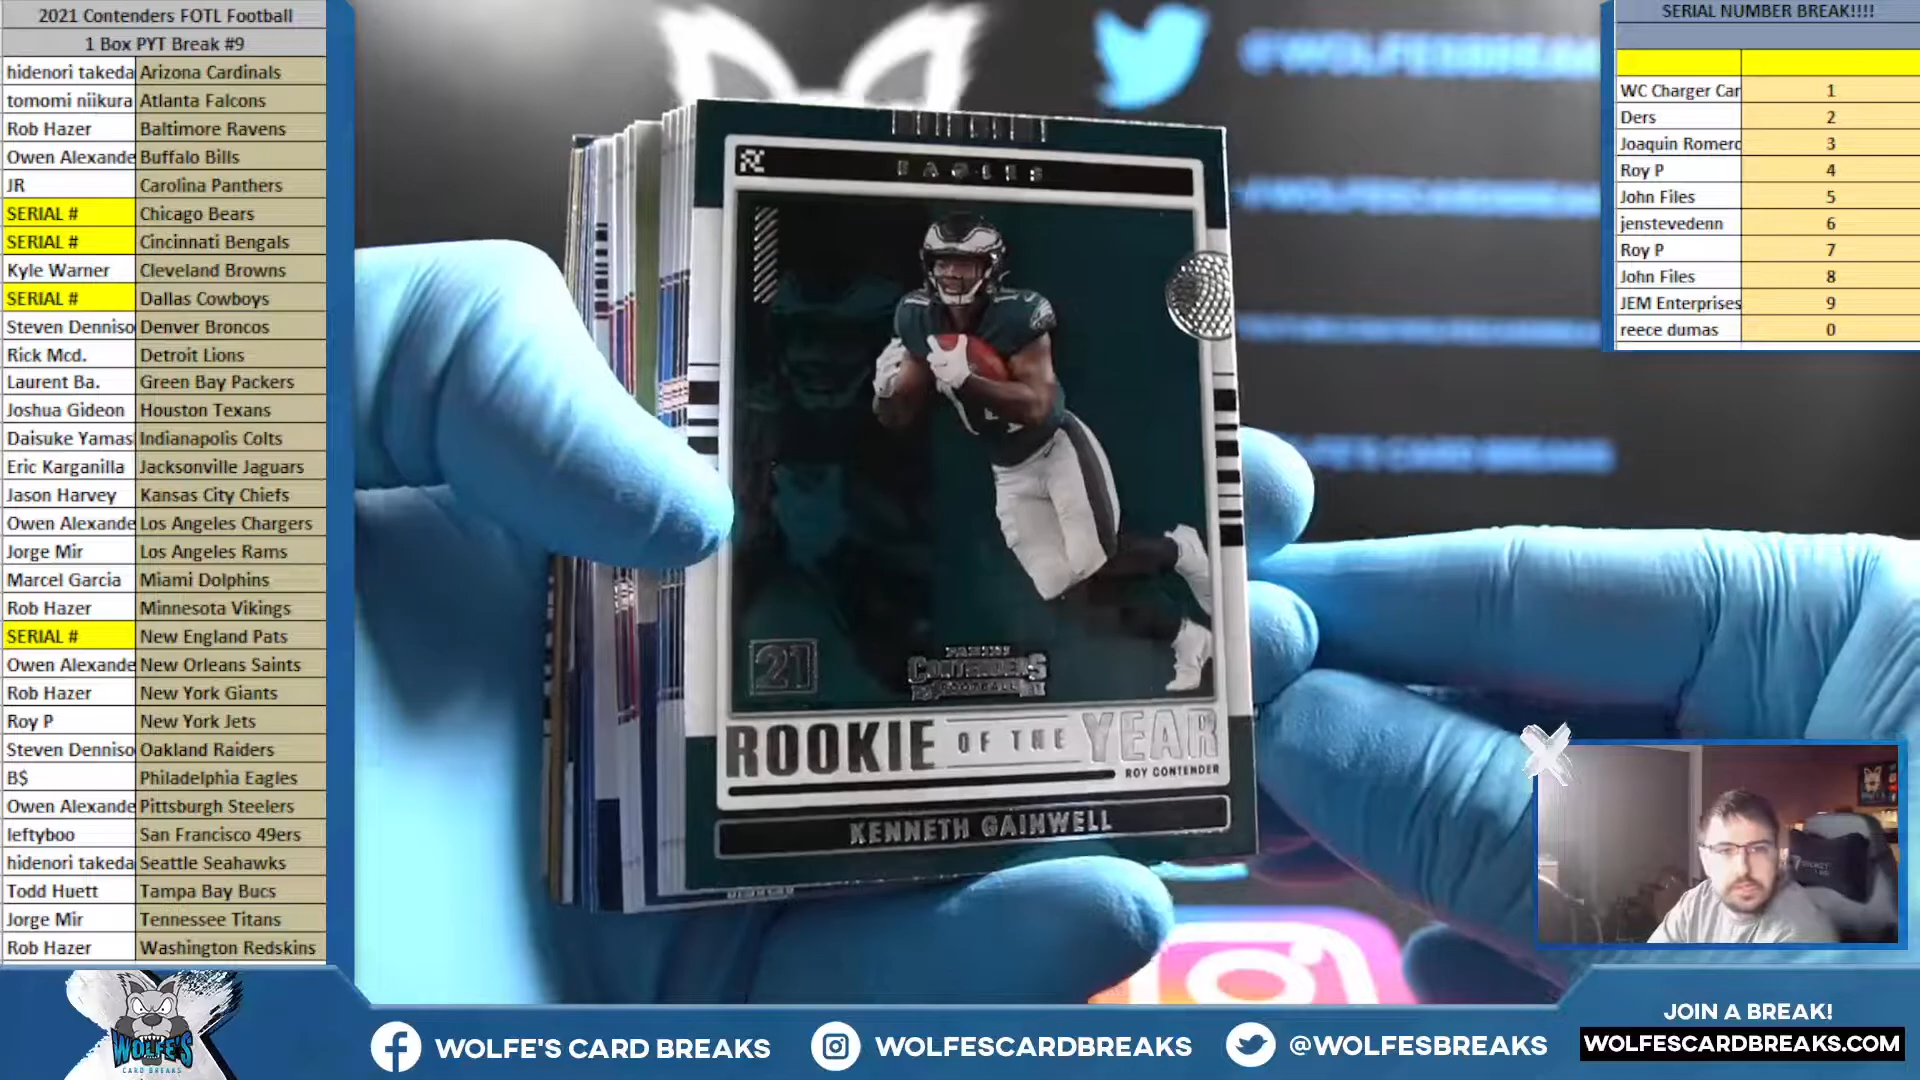 2021 Contenders FOTL Football
1 Box PYT Break #9
hidenori takeda Arizona Cardinals
tomomi niikura Atlanta Falcons
Rob Hazer Baltimore Ravens
Owen Alexande Buffalo Bills
JR Carolina Panthers
SERIAL # Chicago Bears
SERIAL # Cincinnati Bengals
Kyle Warner Cleveland Browns
SERIAL # Dallas Cowboys
Steven Denniso Denver Broncos
Rick Mcd. Detroit Lions
Laurent Ba. Green Bay Packers
Joshua Gideon Houston Texans
Daisuke Yamas Indianapolis Colts
Eric Karganilla Jacksonville Jaguars
Jason Harvey Kansas City Chiefs
Owen Alexande Los Angeles Chargers
Jorge Mir Los Angeles Rams
Marcel Garcia Miami Dolphins
Rob Hazer Minnesota Vikings
SERIAL # New England Pats
Owen Alexande New Orleans Saints
Rob Hazer New York Giants
Roy P New York Jets
Steven Denniso Oakland Raiders
B$ Philadelphia Eagles
Owen Alexande Pittsburgh Steelers
leftyboo San Francisco 49ers
hidenori takeda Seattle Seahawks
Todd Huett Tampa Bay Bucs
Jorge Mir Tennessee Titans
Rob Hazer Washington Redskins
@WOLFESBREAK
WOLFE'S CARD BREAKS
EAGLES
21
PANINI
CONTENDERS
FOOTBALL
ROOKIE OF THE YEAR
ROY CONTENDER
KENNETH GAINWELL
SERIAL NUMBER BREAK!!!!
WC Charger Car 1
Ders 2
Joaquin Romero 3
Roy P 4
John Files 5
jenstevedenn 6
Roy P 7
John Files 8
JEM Enterprises 9
reece dumas 0
WOLFE'S
CARD BREAKS
WOLFE'S CARD BREAKS
WOLFESCARDBREAKS
@WOLFESBREAKS
JOIN A BREAK!
WOLFESCARDBREAKS.COM